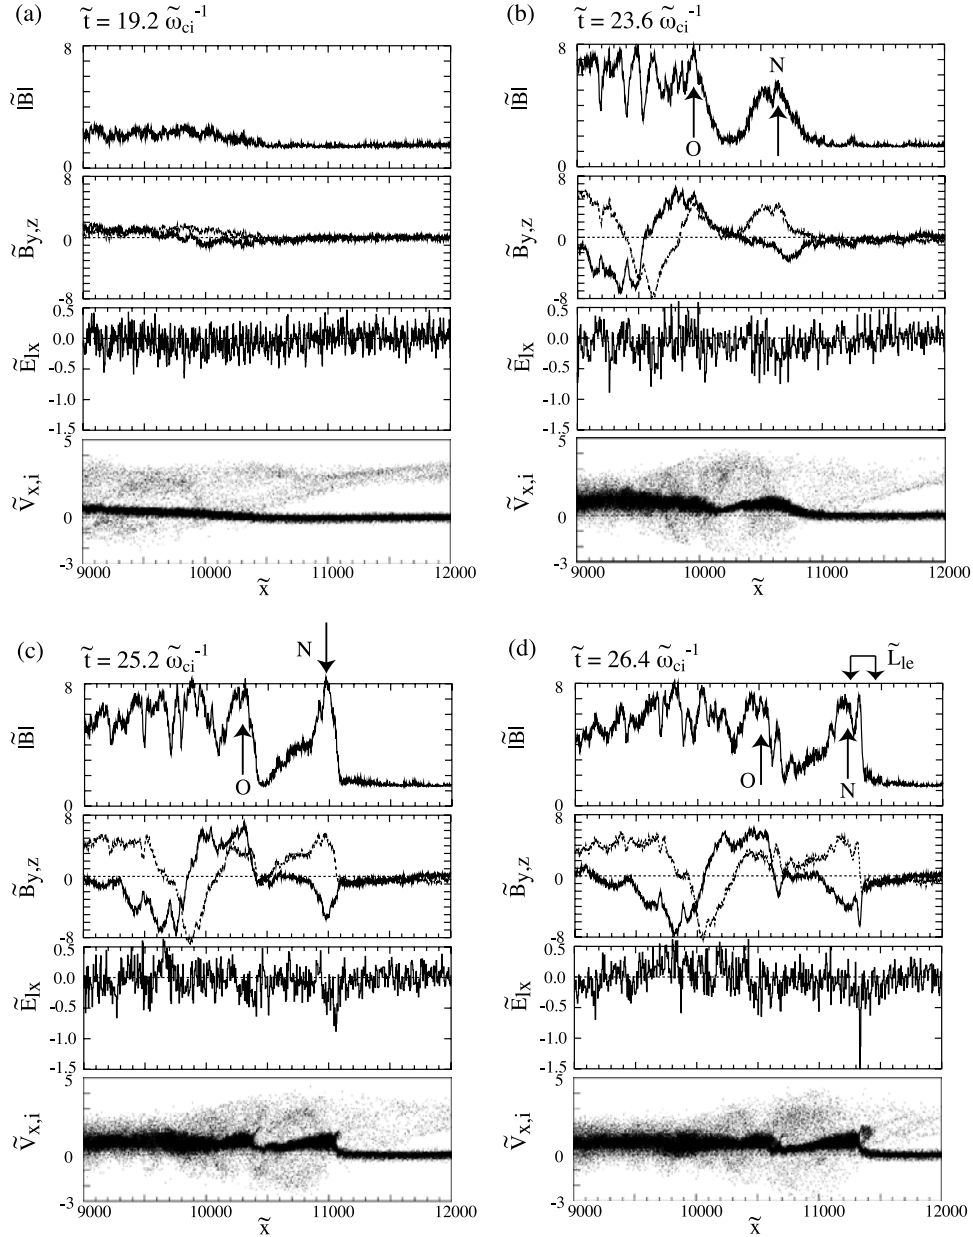 (a) t̃ = 19.2 ω̃ci⁻¹
8
|B̃|
0
8
B̃y,z
0
-8
0.5
0.0
ẼIx
-0.5
-1.0
-1.5
5
Ṽx,i
0
-3
9000 10000 11000 12000
x̃
(b) t̃ = 23.6 ω̃ci⁻¹
8
|B̃|
N
O
0
8
B̃y,z
0
-8
0.5
0.0
ẼIx
-0.5
-1.0
-1.5
5
Ṽx,i
0
-3
9000 10000 11000 12000
x̃
(c) t̃ = 25.2 ω̃ci⁻¹
N
8
|B̃|
O
0
8
B̃y,z
0
-8
0.5
0.0
ẼIx
-0.5
-1.0
-1.5
5
Ṽx,i
0
-3
9000 10000 11000 12000
x̃
(d) t̃ = 26.4 ω̃ci⁻¹ L̃le
8
|B̃|
O N
0
8
B̃y,z
0
-8
0.5
0.0
ẼIx
-0.5
-1.0
-1.5
5
Ṽx,i
0
-3
9000 10000 11000 12000
x̃